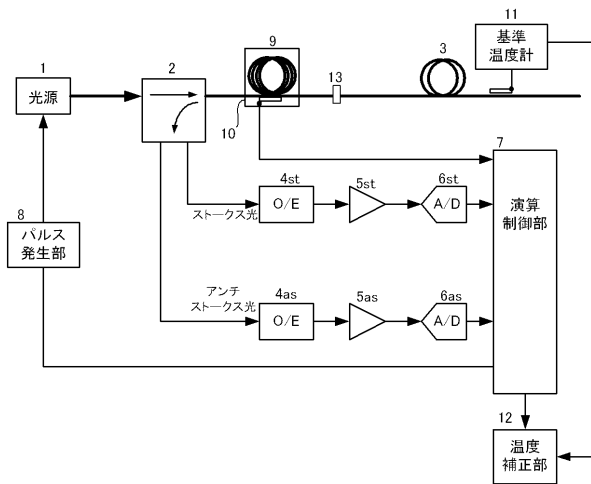 11
基準
温度計
9
1
2
3
13
光源
10
7
4st
5st
6st
O/E
A/D
演算
制御部
ストークス光
8
パルス
発生部
アンチ
ストークス光
4as
5as
6as
O/E
A/D
12
温度
補正部